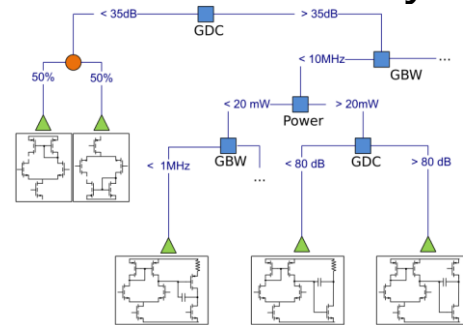 < 35dB
> 35dB
GDC
50%
50%
< 10MHz
GBW
...
< 20 mW
> 20mW
Power
< 1MHz
GBW
...
< 80 dB
GDC
> 80 dB